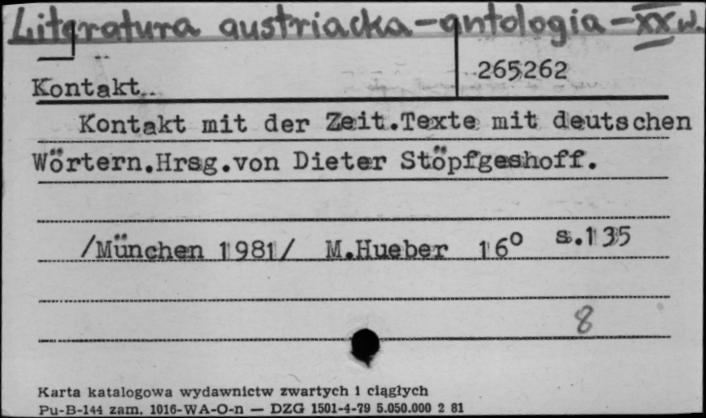 Literatura austriacka-antologia-XXw.
265262
Kontakt..
Kontakt mit der Zeit.Texte mit deutschen
Wörtern.Hrsg.von Dieter Stöpfgeshoff.
/München 1981/ M.Hueber 16° s.135
8
Karta katalogowa wydawnictw zwartych i ciągłych
Pu-B-144 zam. 1016-WA-O-n — DZG 1501-4-79 5.050.000 2 81